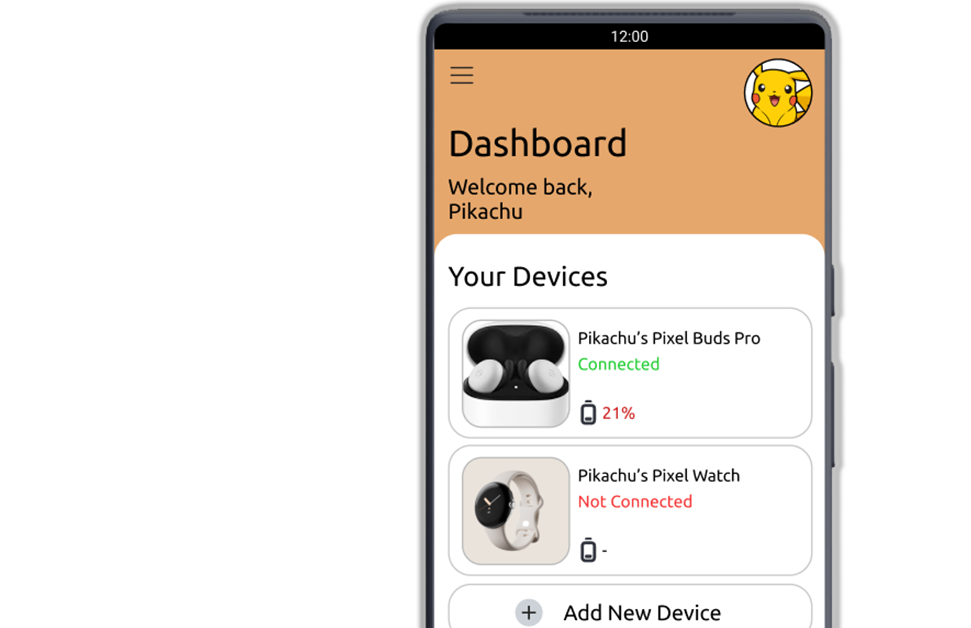 12:00
Dashboard
Welcome back,
Pikachu
Your Devices
Pikachu’s Pixel Buds Pro
Connected
21%
Pikachu’s Pixel Watch
Not Connected
-
+ Add New Device